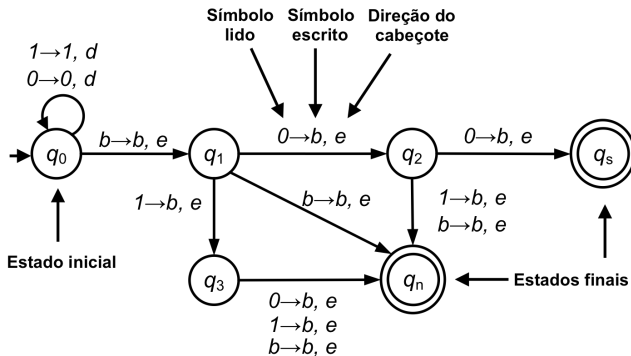 Símbolo lido
Símbolo escrito
Direção do cabeçote
1→1, d
0→0, d
q0
b→b, e
q1
0→b, e
q2
0→b, e
qs
1→b, e
b→b, e
1→b, e
b→b, e
Estado inicial
q3
0→b, e
1→b, e
b→b, e
qn
Estados finais